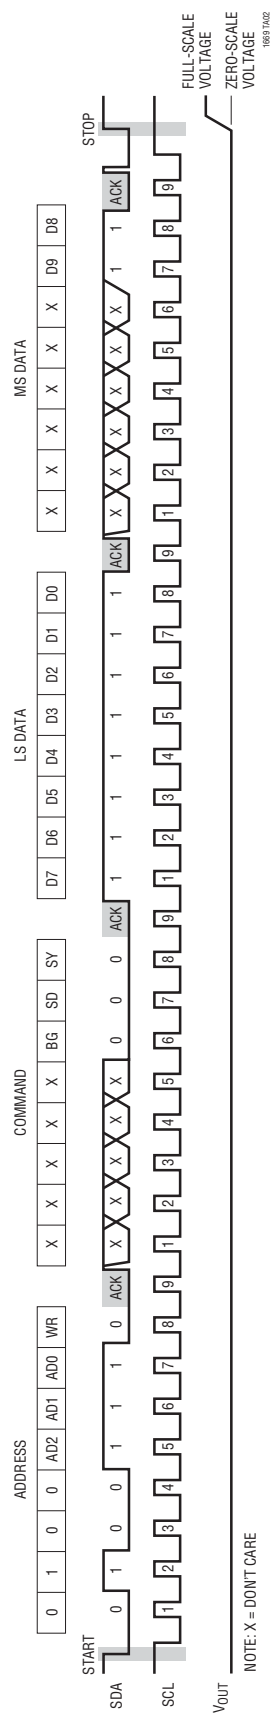 ADDRESS COMMAND LS DATA MS DATA
0 1 0 0 AD2 AD1 AD0 WR X X X X X BG SD SY D7 D6 D5 D4 D3 D2 D1 D0 X X X X X X D9 D8
START STOP
SDA 0 1 0 0 1 1 1 0 ACK X X X X X 0 0 0 ACK 1 1 1 1 1 1 1 1 ACK X X X X X X 1 1 ACK
SCL 1 2 3 4 5 6 7 8 9 1 2 3 4 5 6 7 8 9 1 2 3 4 5 6 7 8 9 1 2 3 4 5 6 7 8 9
FULL-SCALE
VOLTAGE
VOUT
ZERO-SCALE
VOLTAGE
NOTE: X = DON'T CARE
1669 TA02